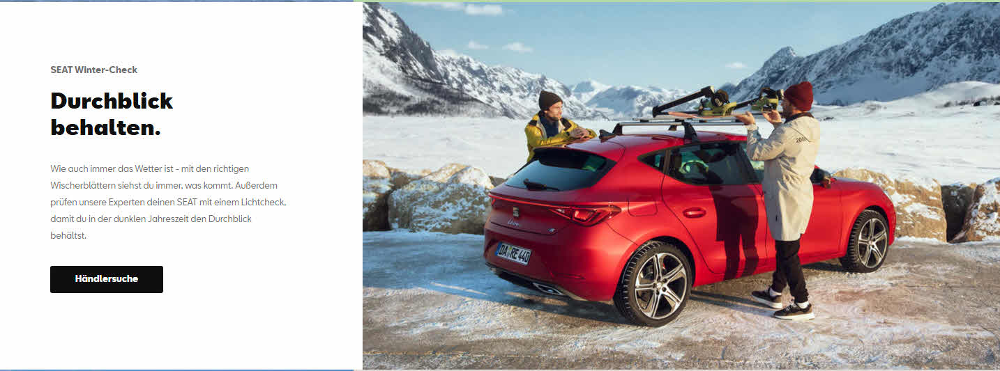 SEAT Winter-Check
Durchblick
behalten.
Wie auch immer das Wetter ist - mit den richtigen
Wischerblättern siehst du immer, was kommt. Außerdem
prüfen unsere Experten deinen SEAT mit einem Lichtcheck,
damit du in der dunklen Jahreszeit den Durchblick
behältst.
Händlersuche
Leon
DA RE 440